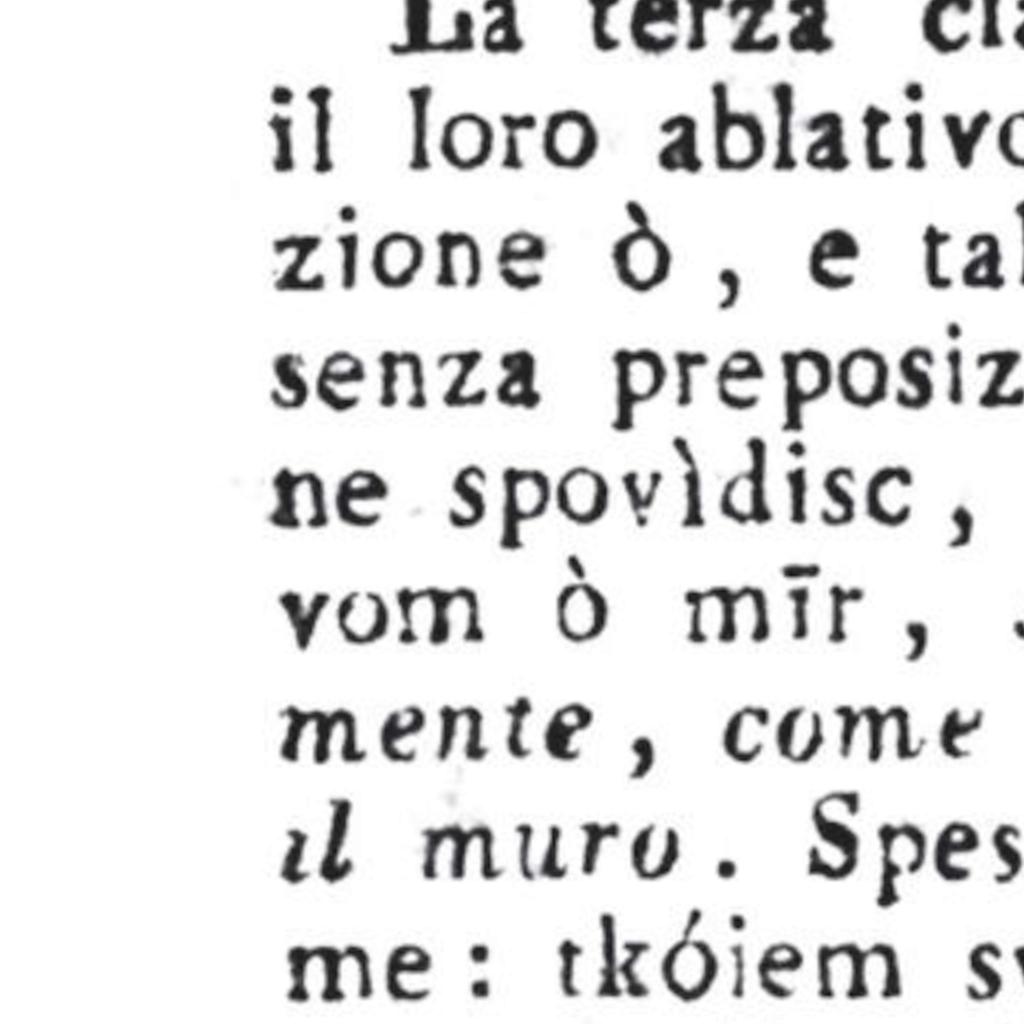 La terza cla
il loro ablativo
zione ò, e tal
senza preposiz
ne spovìdisc,
vom ò mīr,
mente, come
il muro. Spes
me: tkóiem sv